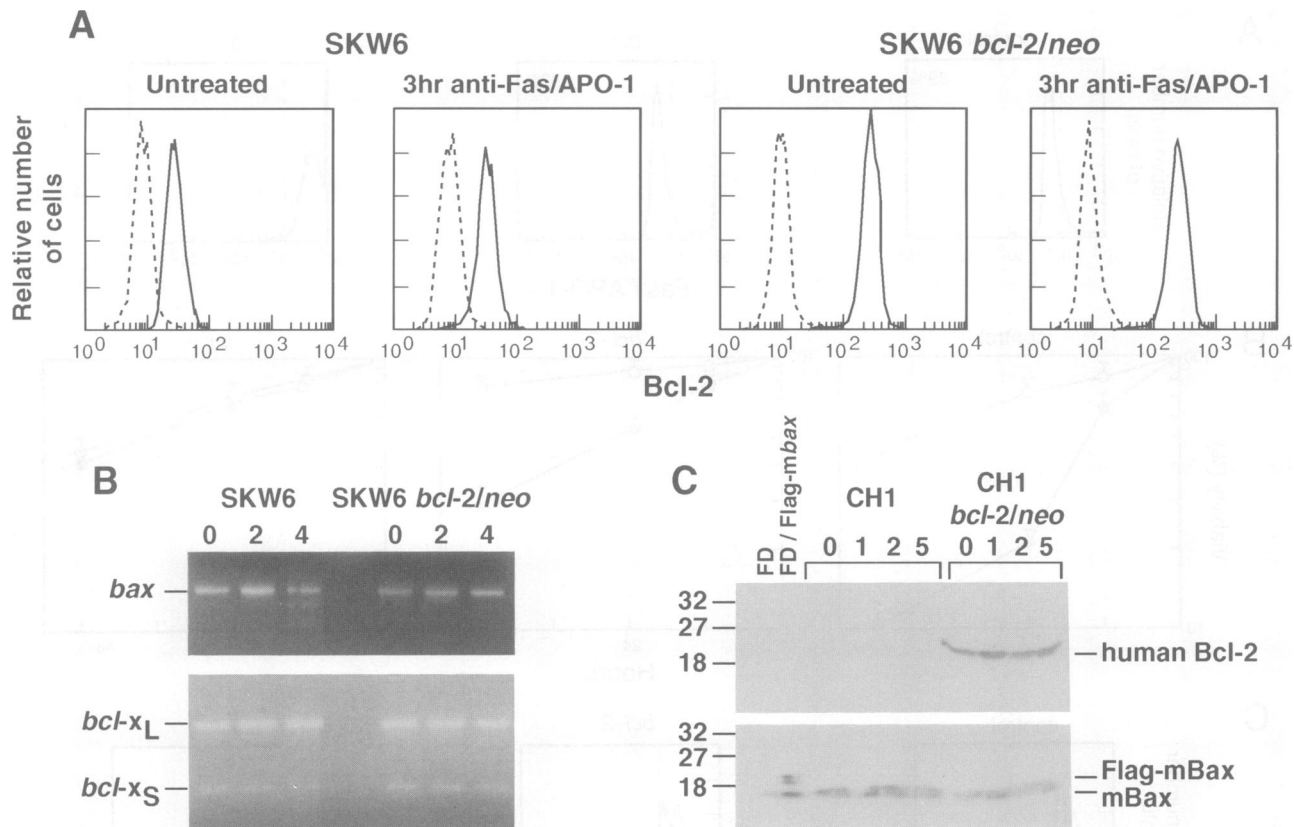 A
SKW6
SKW6 bcl-2/neo
Untreated
3hr anti-Fas/APO-1
Untreated
3hr anti-Fas/APO-1
Relative number
of cells
10^0 10^1 10^2 10^3 10^4
10^0 10^1 10^2 10^3 10^4
10^0 10^1 10^2 10^3 10^4
10^0 10^1 10^2 10^3 10^4
Bcl-2
B
SKW6
SKW6 bcl-2/neo
0 2 4
0 2 4
bax
bcl-xL
bcl-xS
C
FD
FD / Flag-mbax
CH1
CH1
bcl-2/neo
0 1 2 5
0 1 2 5
32
27
18
human Bcl-2
32
27
18
Flag-mBax
mBax